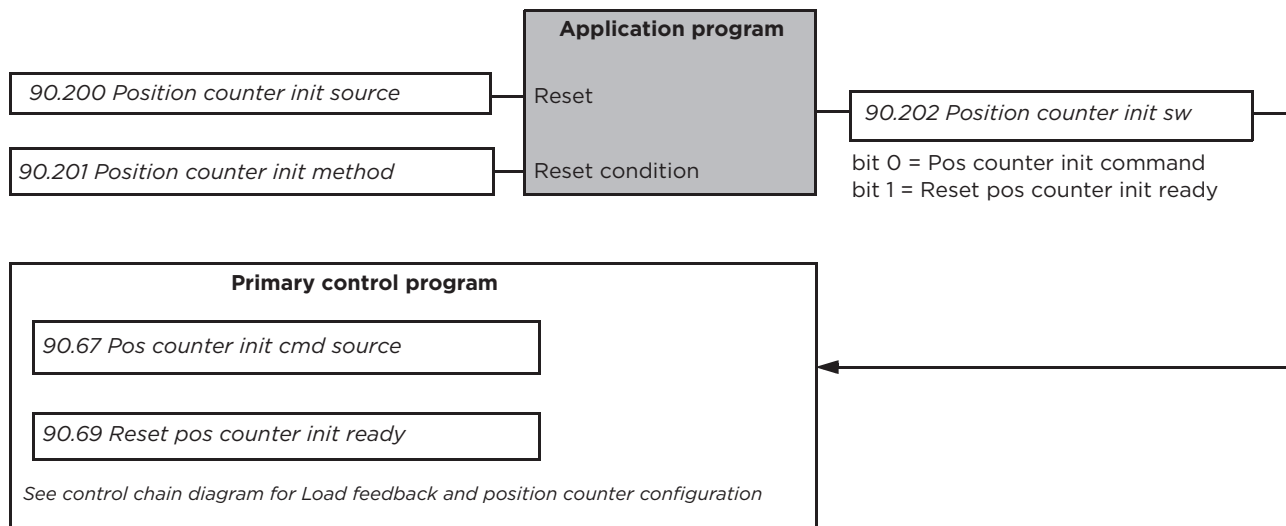 Application program
90.200 Position counter init source
Reset
90.202 Position counter init sw
90.201 Position counter init method
Reset condition
bit 0 = Pos counter init command
bit 1 = Reset pos counter init ready
Primary control program
90.67 Pos counter init cmd source
90.69 Reset pos counter init ready
See control chain diagram for Load feedback and position counter configuration